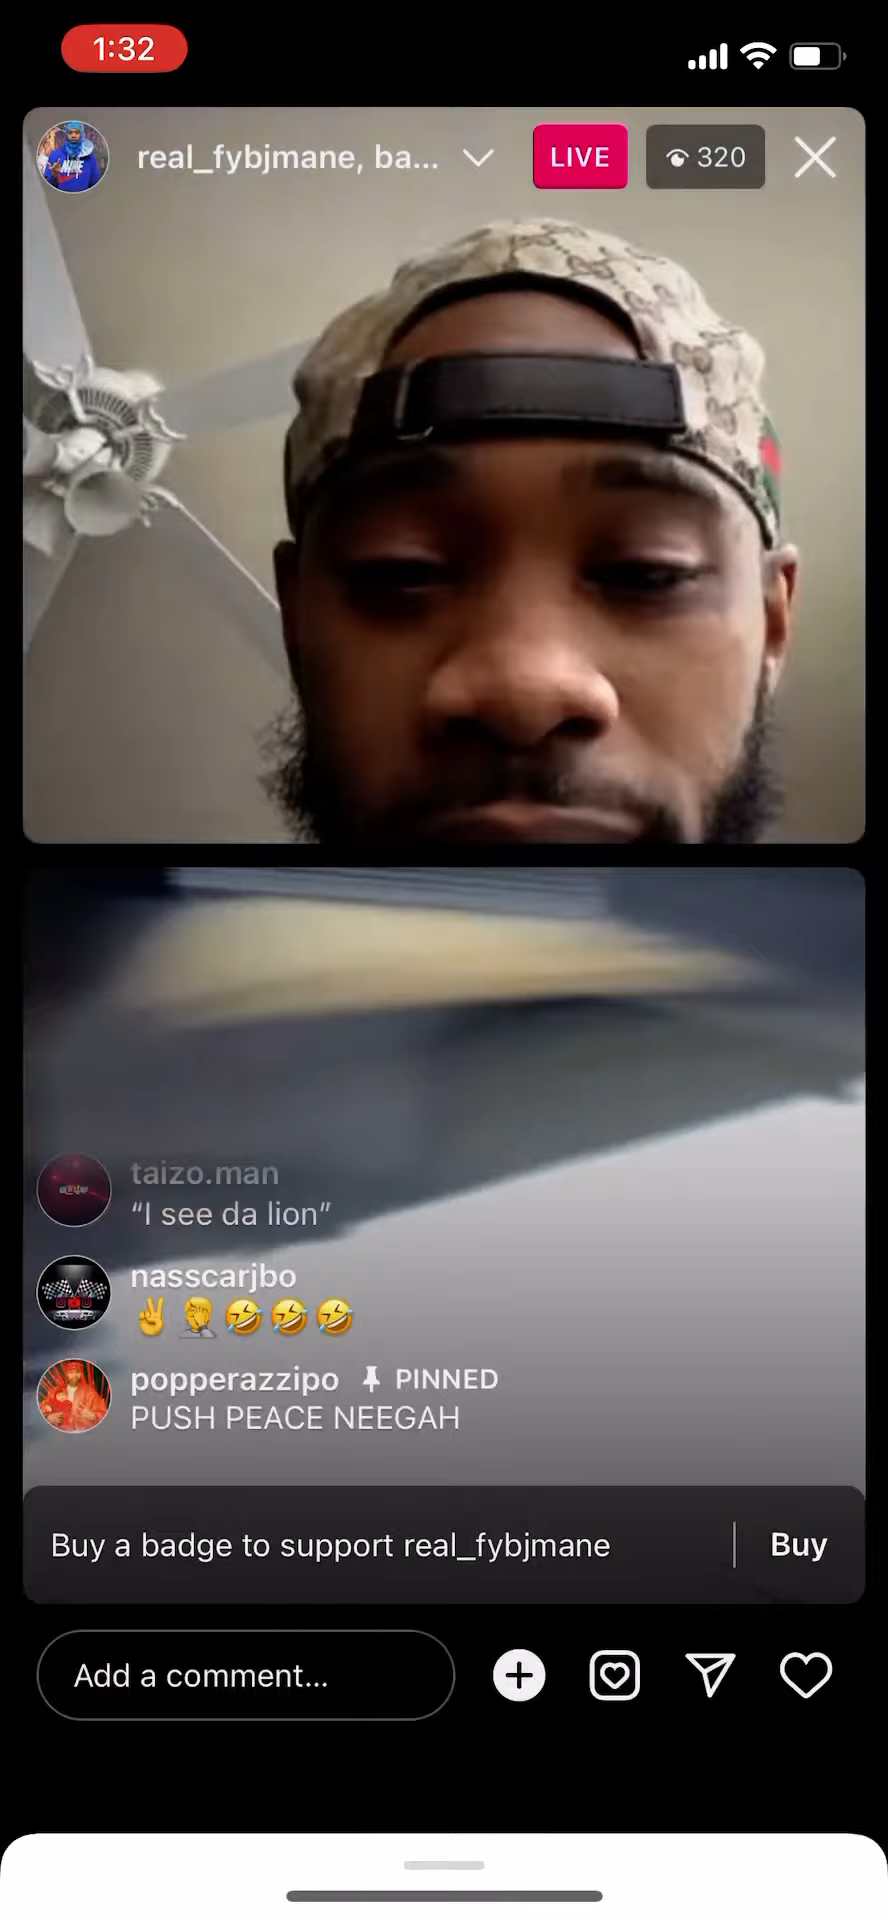 1:32
real_fybjmane, ba...
LIVE
320
taizo.man
“I see da lion”
nasscarjbo
✌️🤦🤣🤣🤣
popperazzipo PINNED
PUSH PEACE NEEGAH
Buy a badge to support real_fybjmane
Buy
Add a comment...